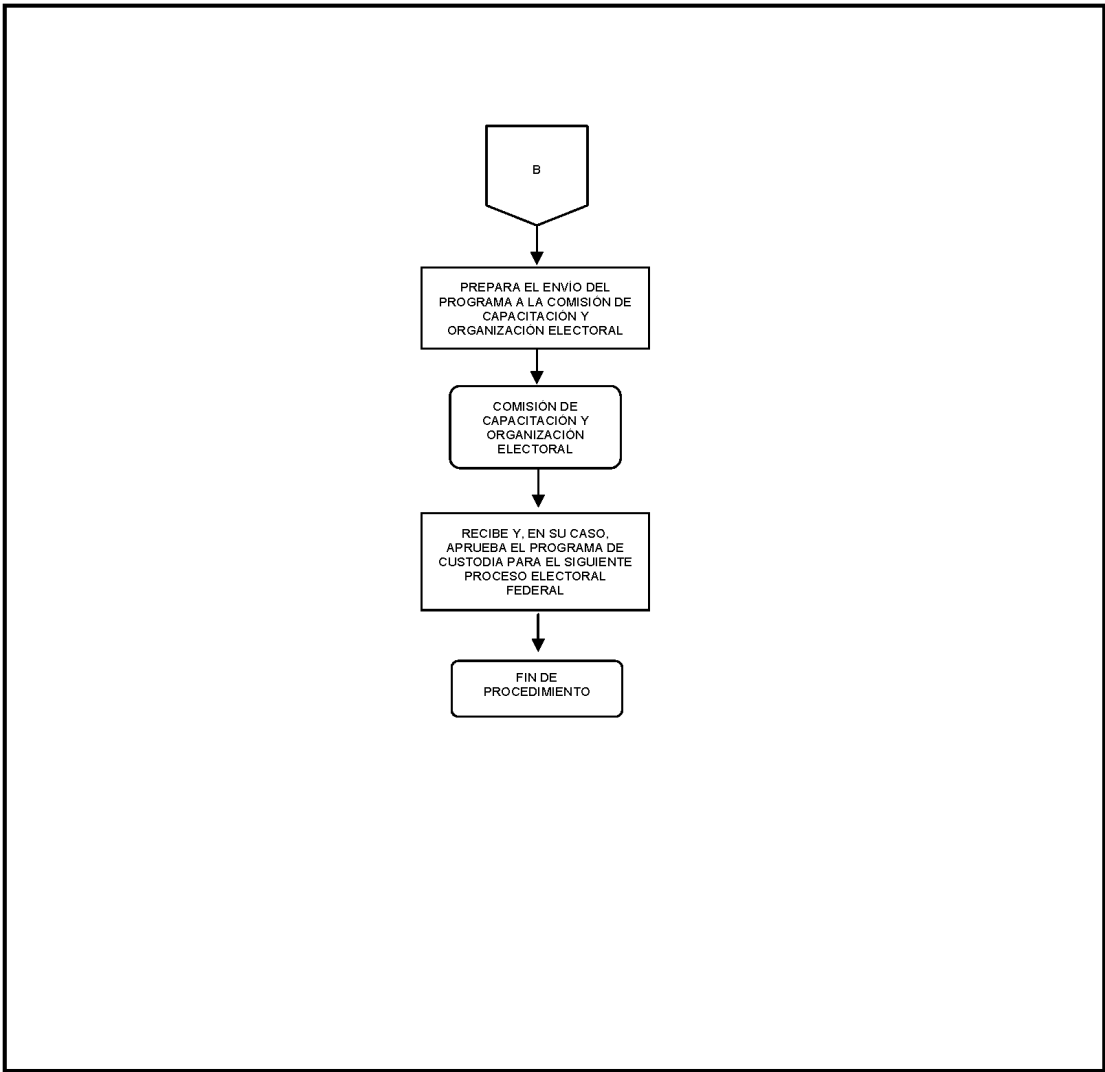 B
PREPARA EL ENVÍO DEL
PROGRAMA A LA COMISIÓN DE
CAPACITACIÓN Y
ORGANIZACIÓN ELECTORAL
COMISIÓN DE
CAPACITACIÓN Y
ORGANIZACIÓN
ELECTORAL
RECIBE Y, EN SU CASO,
APRUEBA EL PROGRAMA DE
CUSTODIA PARA EL SIGUIENTE
PROCESO ELECTORAL
FEDERAL
FIN DE
PROCEDIMIENTO